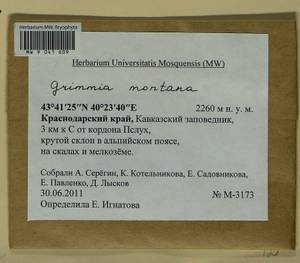 Herbarium MW, Bryophyta
MW 9 041 609
Herbarium Universitatis Mosquensis (MW)
Grimmia montana
43°41'25"N 40°23'40"E 2260 м н. у. м.
Краснодарский край, Кавказский заповедник,
3 км к С от кордона Пслух,
крутой склон в альпийском поясе,
на скалах и мелкозёме.
Собрали А. Серёгин, К. Котельникова, Е. Садовникова,
Е. Павленко, Д. Лысков
30.06.2011 № М-3173
Определила Е. Игнатова